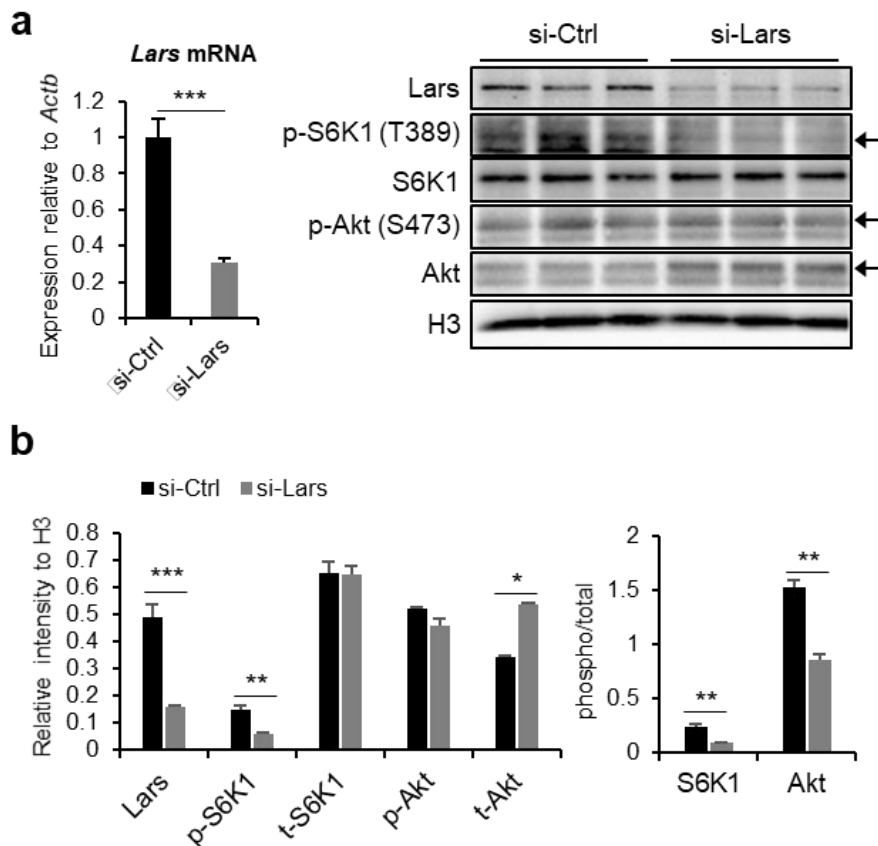 a
Lars mRNA
Expression relative to Actb
1.2
1
0.8
0.6
0.4
0.2
0
***
si-Ctrl
si-Lars
si-Ctrl si-Lars
Lars
p-S6K1 (T389)
S6K1
p-Akt (S473)
Akt
H3
b
si-Ctrl si-Lars
Relative intensity to H3
0.8
0.7
0.6
0.5
0.4
0.3
0.2
0.1
0
***
**
*
Lars
p-S6K1
t-S6K1
p-Akt
t-Akt
phospho/total
2
1.5
1
0.5
0
**
**
S6K1 Akt